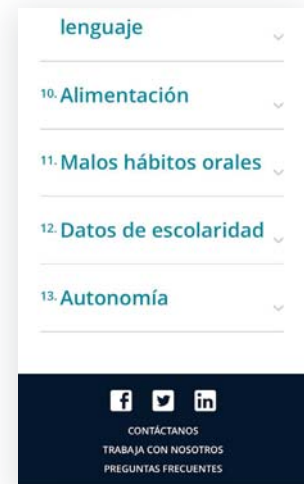 lenguaje
10. Alimentación
11. Malos hábitos orales
12. Datos de escolaridad
13. Autonomía
CONTÁCTANOS
TRABAJA CON NOSOTROS
PREGUNTAS FRECUENTES